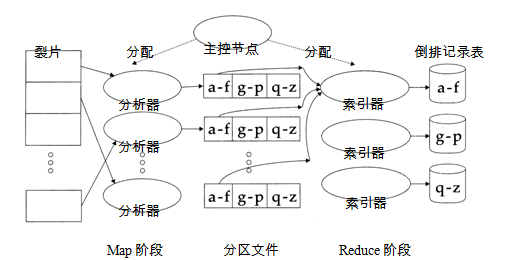 裂片 分配 主控节点 分配 倒排记录表
分析器 a-f g-p q-z 索引器 a-f
分析器 a-f g-p q-z 索引器 g-p
分析器 a-f g-p q-z 索引器 q-z
Map 阶段 分区文件 Reduce 阶段